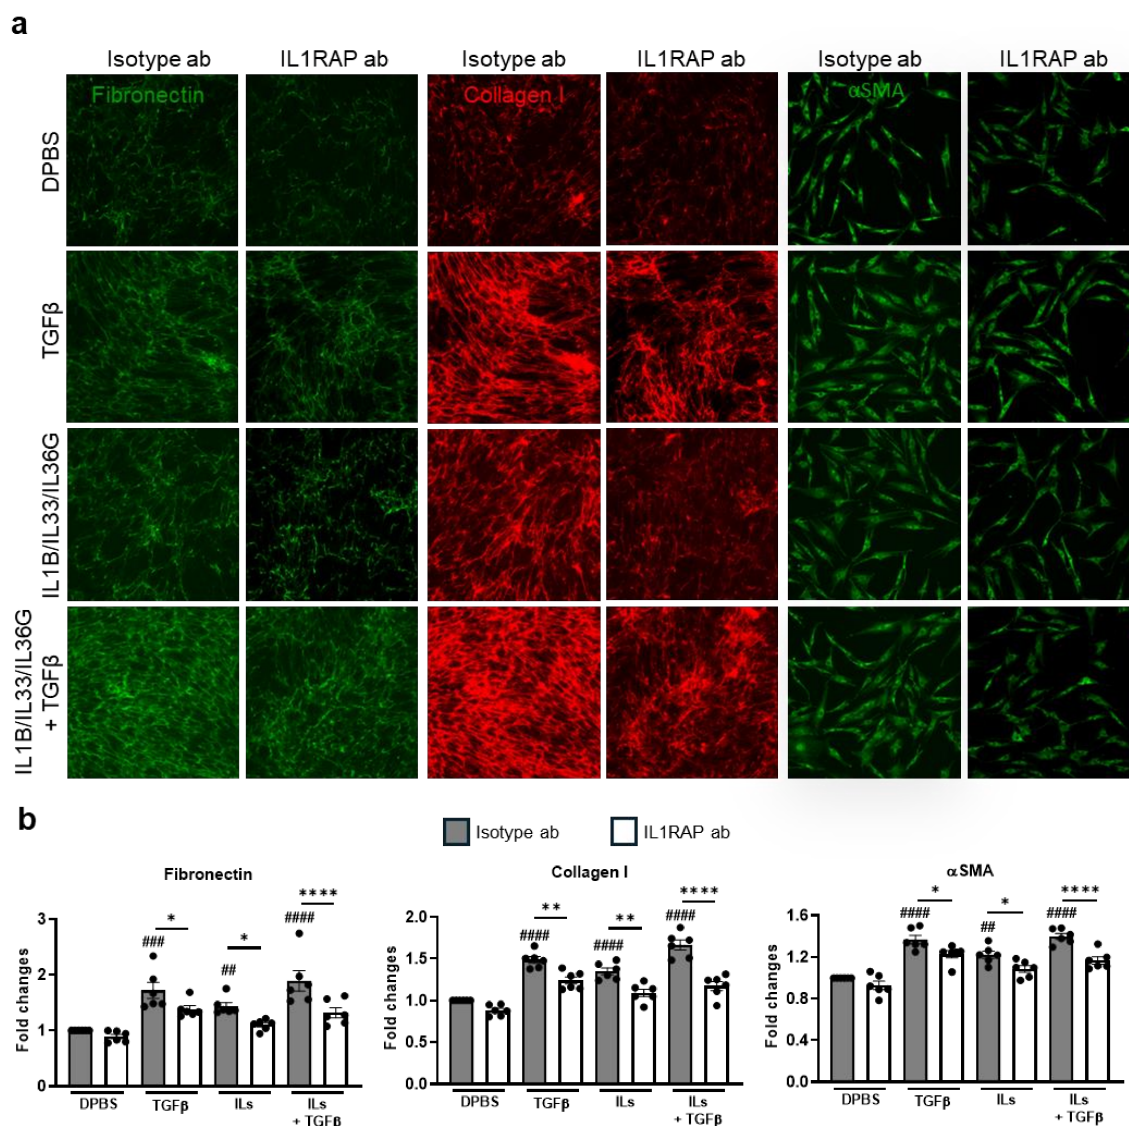 a
Isotype ab IL1RAP ab Isotype ab IL1RAP ab Isotype ab IL1RAP ab
Fibronectin Collagen I αSMA
DPBS
TGFβ
IL1B/IL33/IL36G
IL1B/IL33/IL36G
+ TGFβ
b
Isotype ab IL1RAP ab
Fibronectin
Fold changes
3
2
1
0
### * ## * #### ****
DPBS TGFβ ILs ILs
+ TGFβ
Collagen I
Fold changes
2.0
1.5
1.0
0.5
0.0
#### ** #### ** #### ****
DPBS TGFβ ILs ILs
+ TGFβ
αSMA
Fold changes
1.6
1.2
0.8
0.4
0.0
#### * ## * #### ****
DPBS TGFβ ILs ILs
+ TGFβ